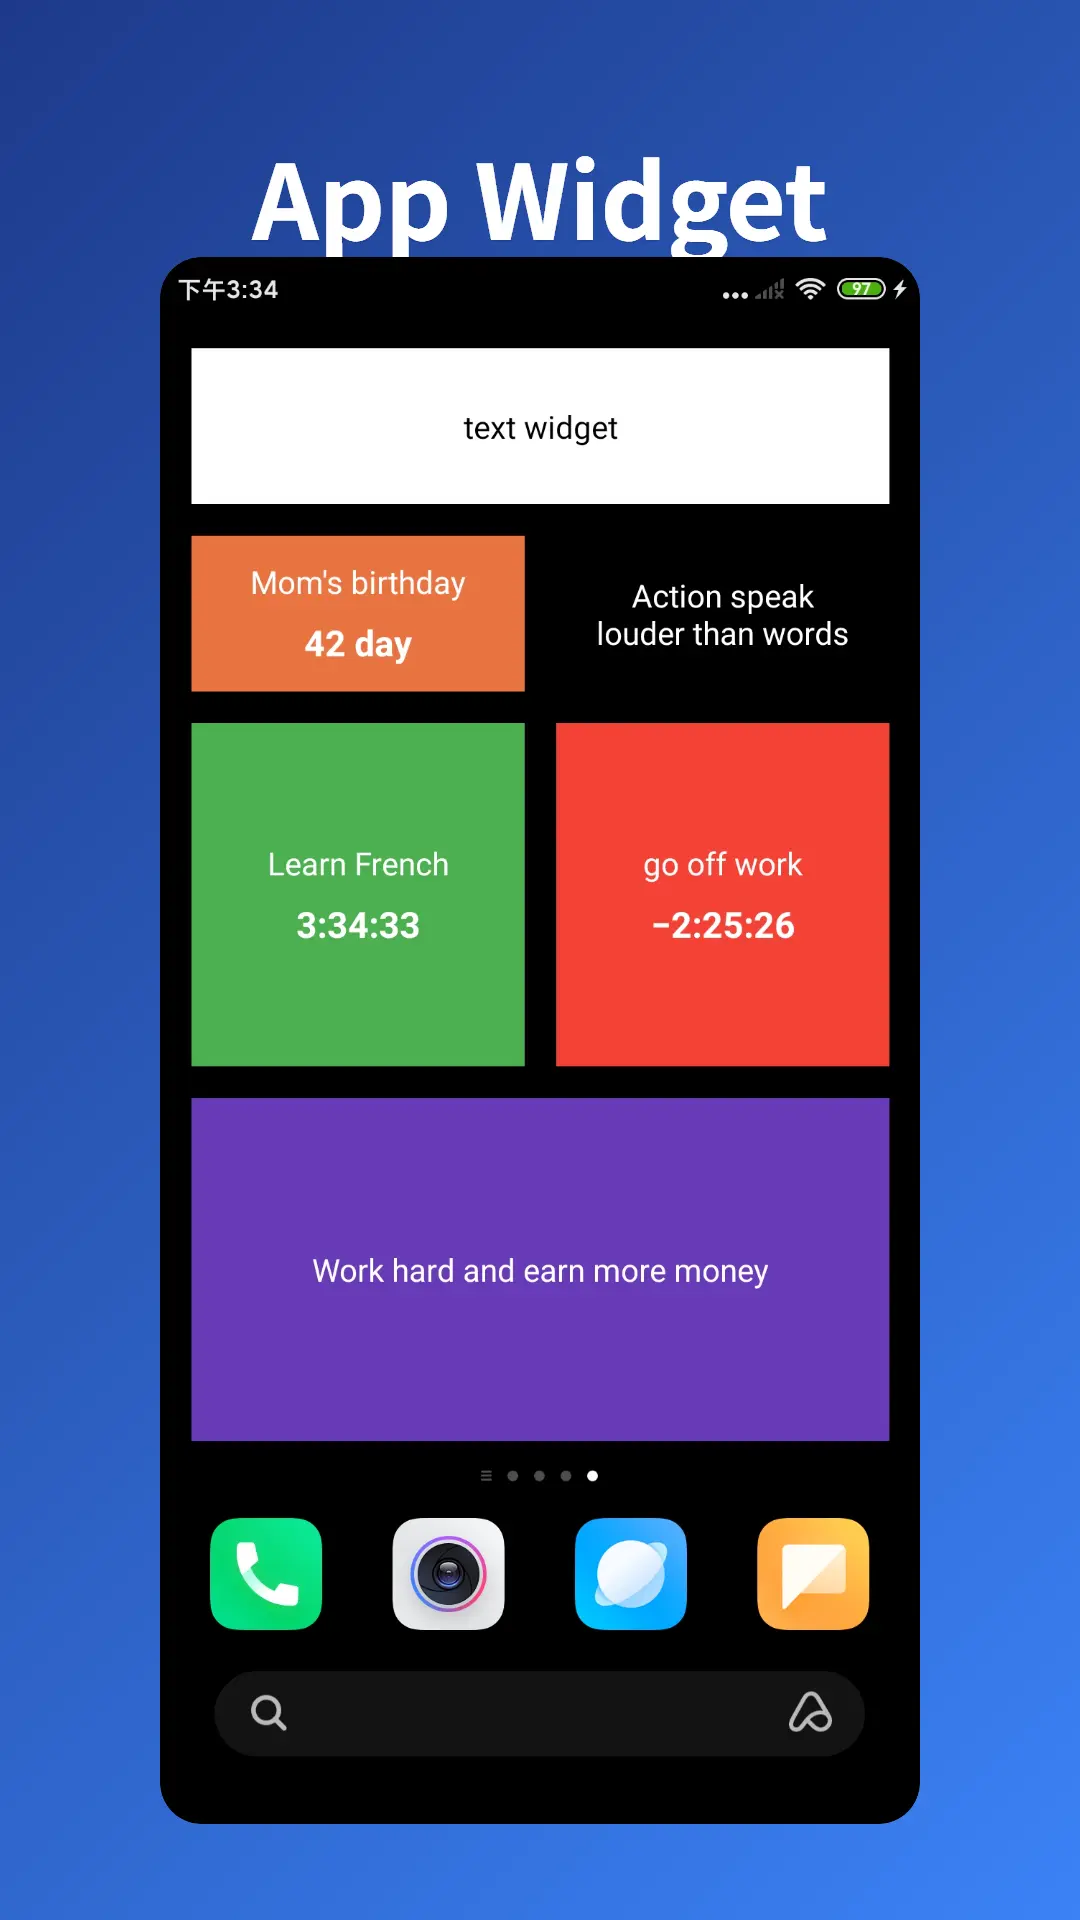 App Widget
下午3:34
97
text widget
Mom's birthday
42 day
Action speak
louder than words
Learn French
3:34:33
go off work
−2:25:26
Work hard and earn more money